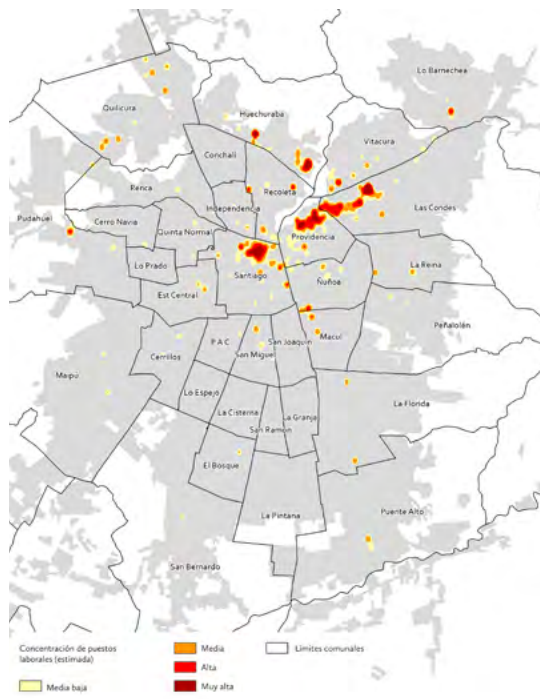 Lo Barnechea
Quilicura
Huechuraba
Vitacura
Conchalí
Renca
Recoleta
Independencia
Las Condes
Pudahuel
Cerro Navia
Quinta Normal
Providencia
Lo Prado
Santiago
Ñuñoa
La Reina
Est Central
Peñalolén
Cerrillos
P A C
San Joaquín
Macul
San Miguel
Maipú
Lo Espejo
La Florida
La Cisterna
La Granja
San Ramón
El Bosque
La Pintana
Puente Alto
San Bernardo
Concentración de puestos
laborales (estimada)
Media baja
Media
Alta
Muy alta
Límites comunales